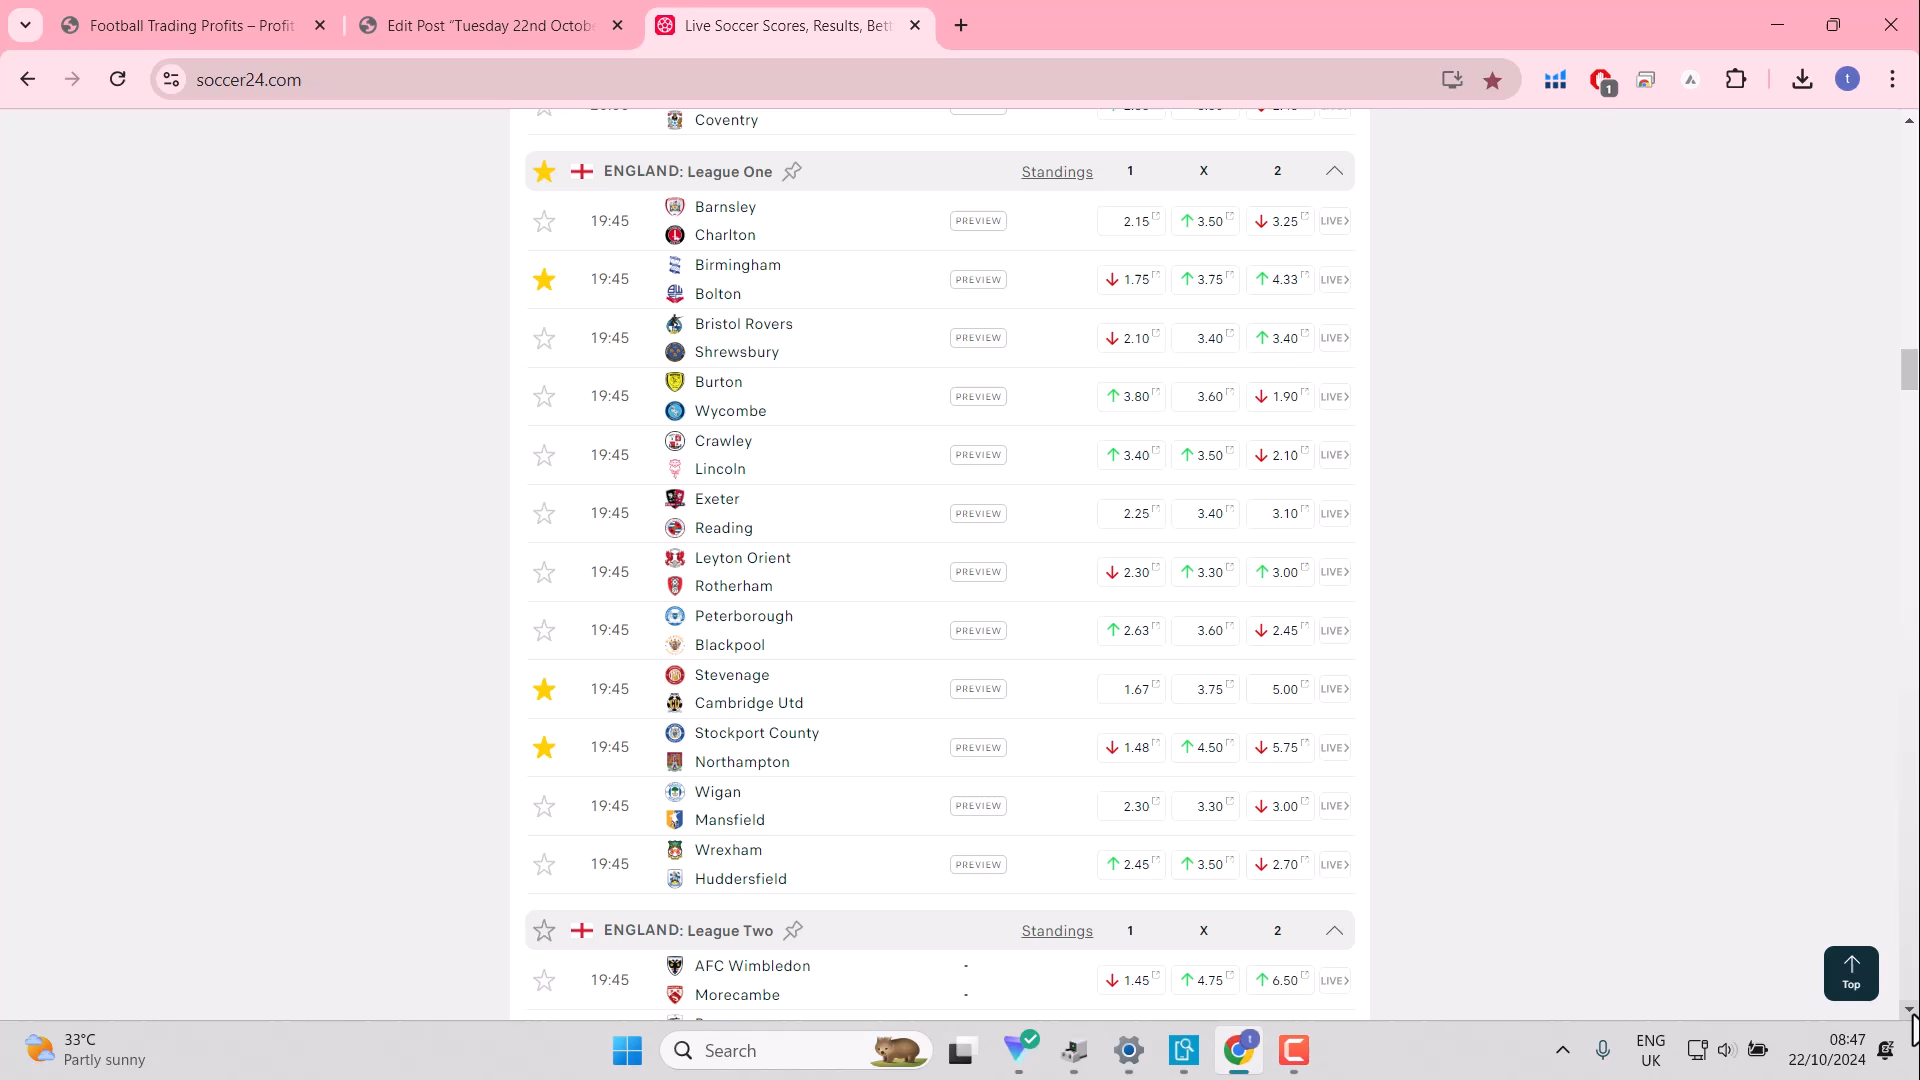 Football Trading Profits – Profit
Edit Post “Tuesday 22nd Octobe
Live Soccer Scores, Results, Bett
soccer24.com
1
t
Coventry
ENGLAND: League One Standings 1 X 2
19:45 Barnsley Charlton PREVIEW 2.15 3.50 3.25 LIVE
19:45 Birmingham Bolton PREVIEW 1.75 3.75 4.33 LIVE
19:45 Bristol Rovers Shrewsbury PREVIEW 2.10 3.40 3.40 LIVE
19:45 Burton Wycombe PREVIEW 3.80 3.60 1.90 LIVE
19:45 Crawley Lincoln PREVIEW 3.40 3.50 2.10 LIVE
19:45 Exeter Reading PREVIEW 2.25 3.40 3.10 LIVE
19:45 Leyton Orient Rotherham PREVIEW 2.30 3.30 3.00 LIVE
19:45 Peterborough Blackpool PREVIEW 2.63 3.60 2.45 LIVE
19:45 Stevenage Cambridge Utd PREVIEW 1.67 3.75 5.00 LIVE
19:45 Stockport County Northampton PREVIEW 1.48 4.50 5.75 LIVE
19:45 Wigan Mansfield PREVIEW 2.30 3.30 3.00 LIVE
19:45 Wrexham Huddersfield PREVIEW 2.45 3.50 2.70 LIVE
ENGLAND: League Two Standings 1 X 2
19:45 AFC Wimbledon Morecambe - - 1.45 4.75 6.50 LIVE
Top
33°C
Partly sunny
Search
t
ENG
UK
08:47
22/10/2024